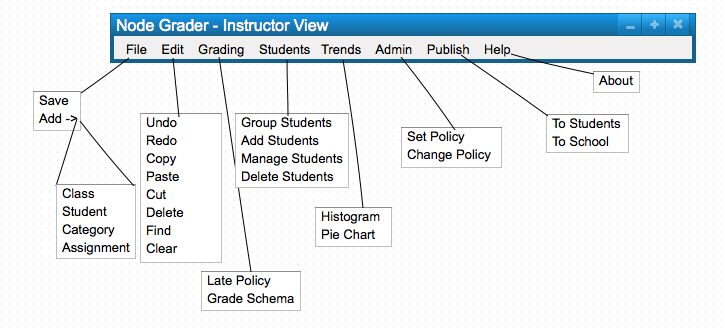 Node Grader - Instructor View
File Edit Grading Students Trends Admin Publish Help
Save
Add ->
Class
Student
Category
Assignment
Undo
Redo
Copy
Paste
Cut
Delete
Find
Clear
Late Policy
Grade Schema
Group Students
Add Students
Manage Students
Delete Students
Histogram
Pie Chart
Set Policy
Change Policy
To Students
To School
About